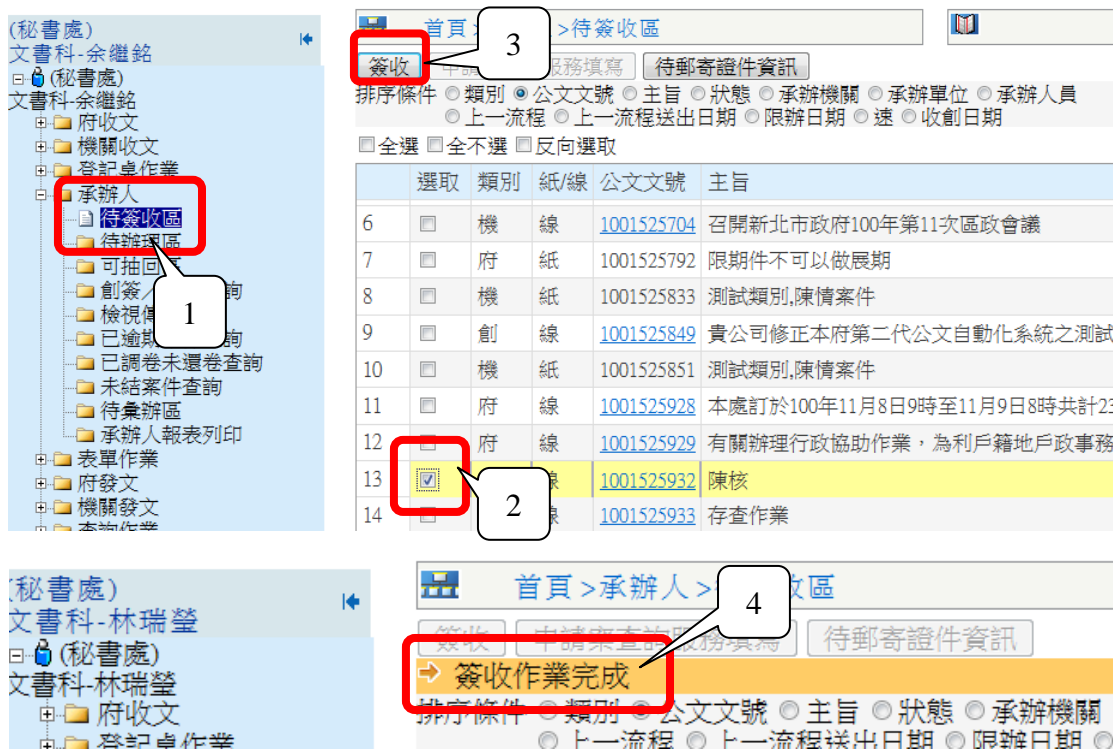 (秘書處)
文書科-余繼銘
(秘書處)
文書科-余繼銘
府收文
機關收文
登記桌作業
承辦人
待簽收區
待辦理區
可抽回
創簽 詢
檢視
已逾期 詢
已調卷未還卷查詢
未結案件查詢
待彙辦區
承辦人報表列印
表單作業
府發文
機關發文
查詢作業
1
首頁 >待簽收區
3
簽收 服務填寫 待郵寄證件資訊
排序條件 類別 公文文號 主旨 狀態 承辦機關 承辦單位 承辦人員
上一流程 上一流程送出日期 限辦日期 速 收創日期
全選 全不選 反向選取
選取 類別 紙/線 公文文號 主旨
6 機 線 1001525704 召開新北市政府100年第11次區政會議
7 府 紙 1001525792 限期件不可以做展期
8 機 紙 1001525833 測試類別,陳情案件
9 創 線 1001525849 貴公司修正本府第二代公文自動化系統之測試
10 機 紙 1001525851 測試類別,陳情案件
11 府 線 1001525928 本處訂於100年11月8日9時至11月9日8時共計23
12 府 線 1001525929 有關辦理行政協助作業，為利戶籍地戶政事務
13 線 1001525932 陳核
14 線 1001525933 存查作業
2
(秘書處)
文書科-林瑞瑩
(秘書處)
文書科-林瑞瑩
府收文
登記桌作業
首頁 >承辦人 > 收區
4
簽收 申請案查詢服務填寫 待郵寄證件資訊
簽收作業完成
排序條件 類別 公文文號 主旨 狀態 承辦機關
上一流程 上一流程送出日期 限辦日期